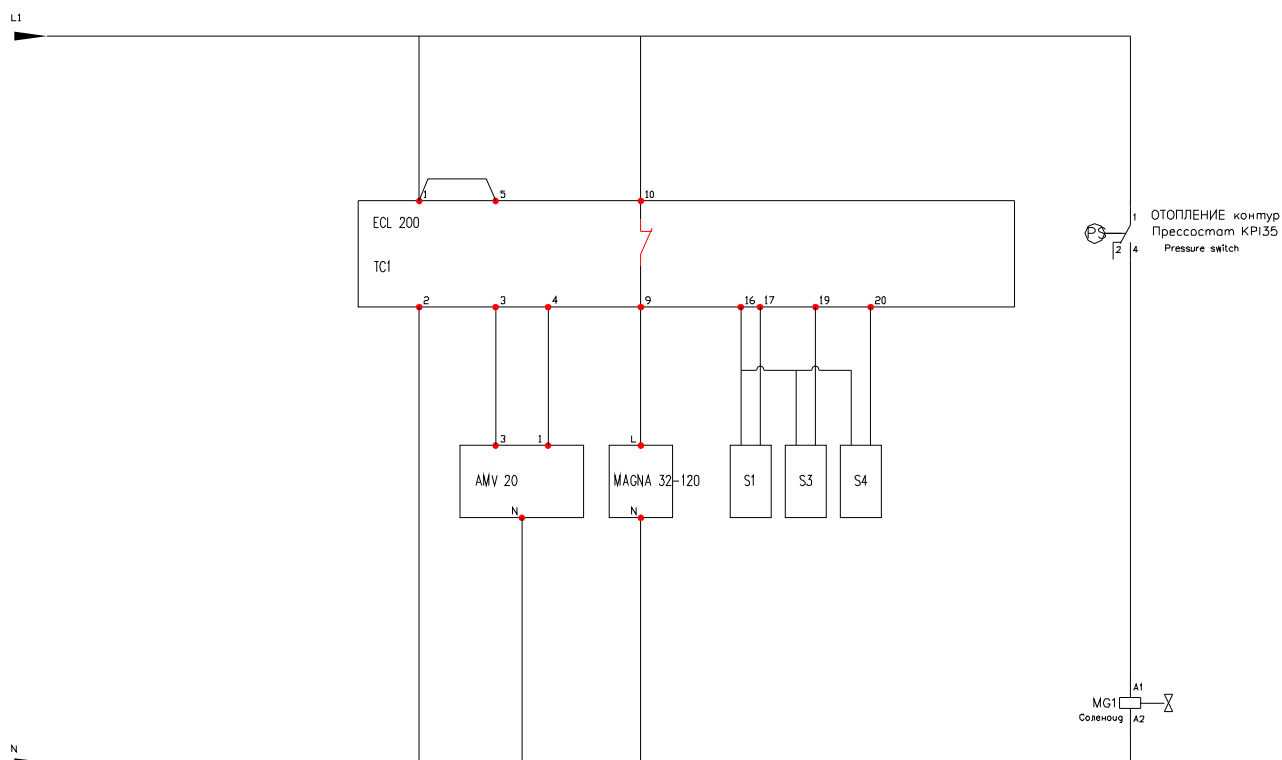 L1
1
5
10
ECL 200
TC1
2
3
4
9
16
17
19
20
PS
1
ОТОПЛЕНИЕ контур
Прессостат KPI35
2
4
Pressure switch
3
1
L
AMV 20
MAGNA 32-120
S1
S3
S4
N
N
A1
MG1
Соленоид
A2
N